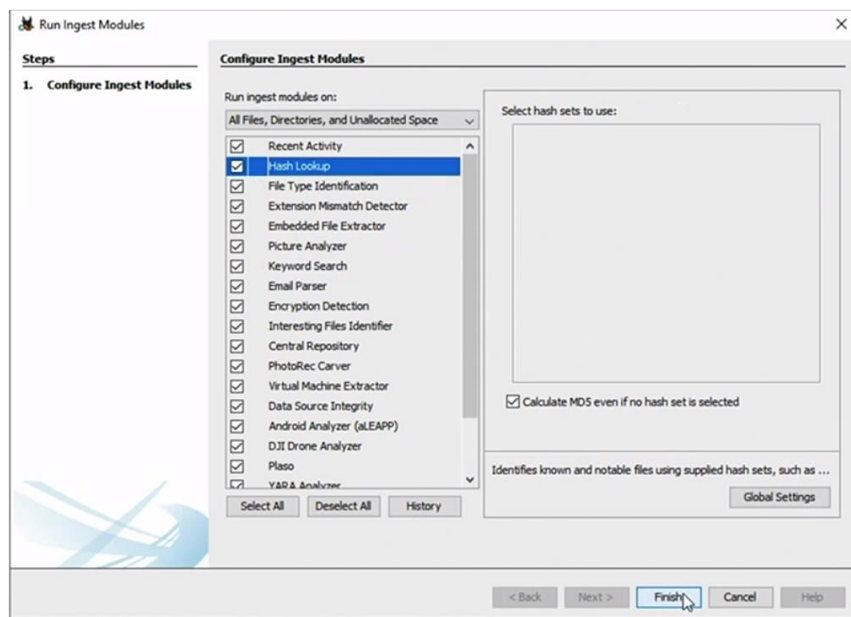 Run Ingest Modules
Steps
1. Configure Ingest Modules
Configure Ingest Modules
Run ingest modules on:
All Files, Directories, and Unallocated Space
Recent Activity
Hash Lookup
File Type Identification
Extension Mismatch Detector
Embedded File Extractor
Picture Analyzer
Keyword Search
Email Parser
Encryption Detection
Interesting Files Identifier
Central Repository
PhotoRec Carver
Virtual Machine Extractor
Data Source Integrity
Android Analyzer (aLEAPP)
DJI Drone Analyzer
Plaso
YARA Analyzer
Select All Deselect All History
Select hash sets to use:
Calculate MD5 even if no hash set is selected
Identifies known and notable files using supplied hash sets, such as ...
Global Settings
< Back Next > Finish Cancel Help